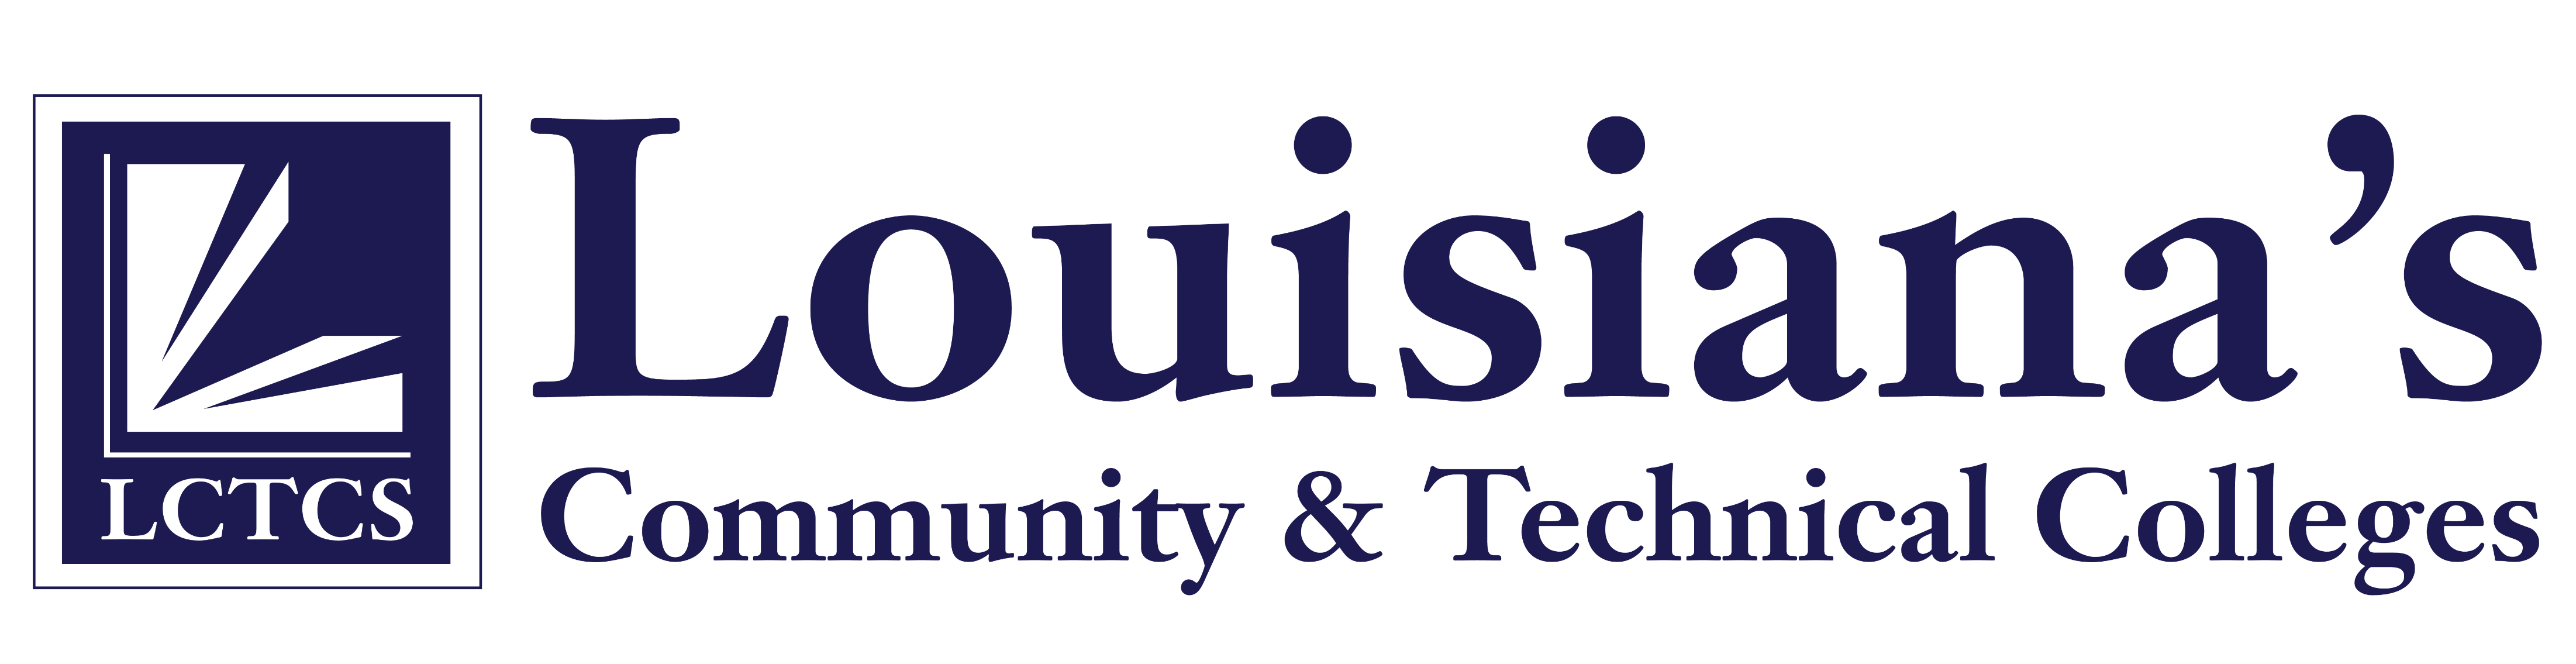 LCTCS
Louisiana’s
Community & Technical Colleges